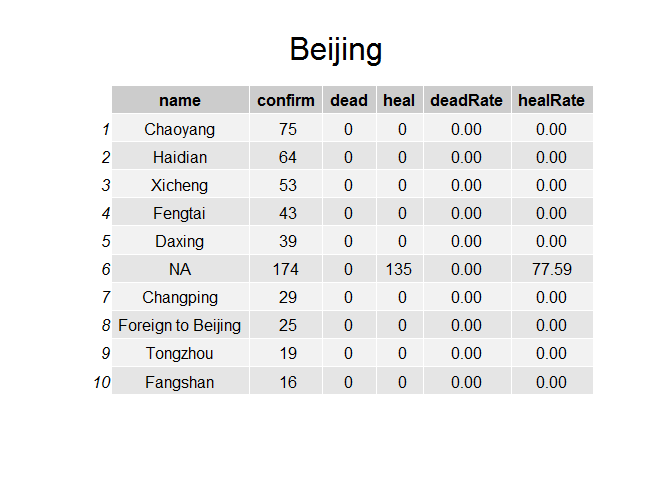 Beijing
name confirm dead heal deadRate healRate
1 Chaoyang 75 0 0 0.00 0.00
2 Haidian 64 0 0 0.00 0.00
3 Xicheng 53 0 0 0.00 0.00
4 Fengtai 43 0 0 0.00 0.00
5 Daxing 39 0 0 0.00 0.00
6 NA 174 0 135 0.00 77.59
7 Changping 29 0 0 0.00 0.00
8 Foreign to Beijing 25 0 0 0.00 0.00
9 Tongzhou 19 0 0 0.00 0.00
10 Fangshan 16 0 0 0.00 0.00